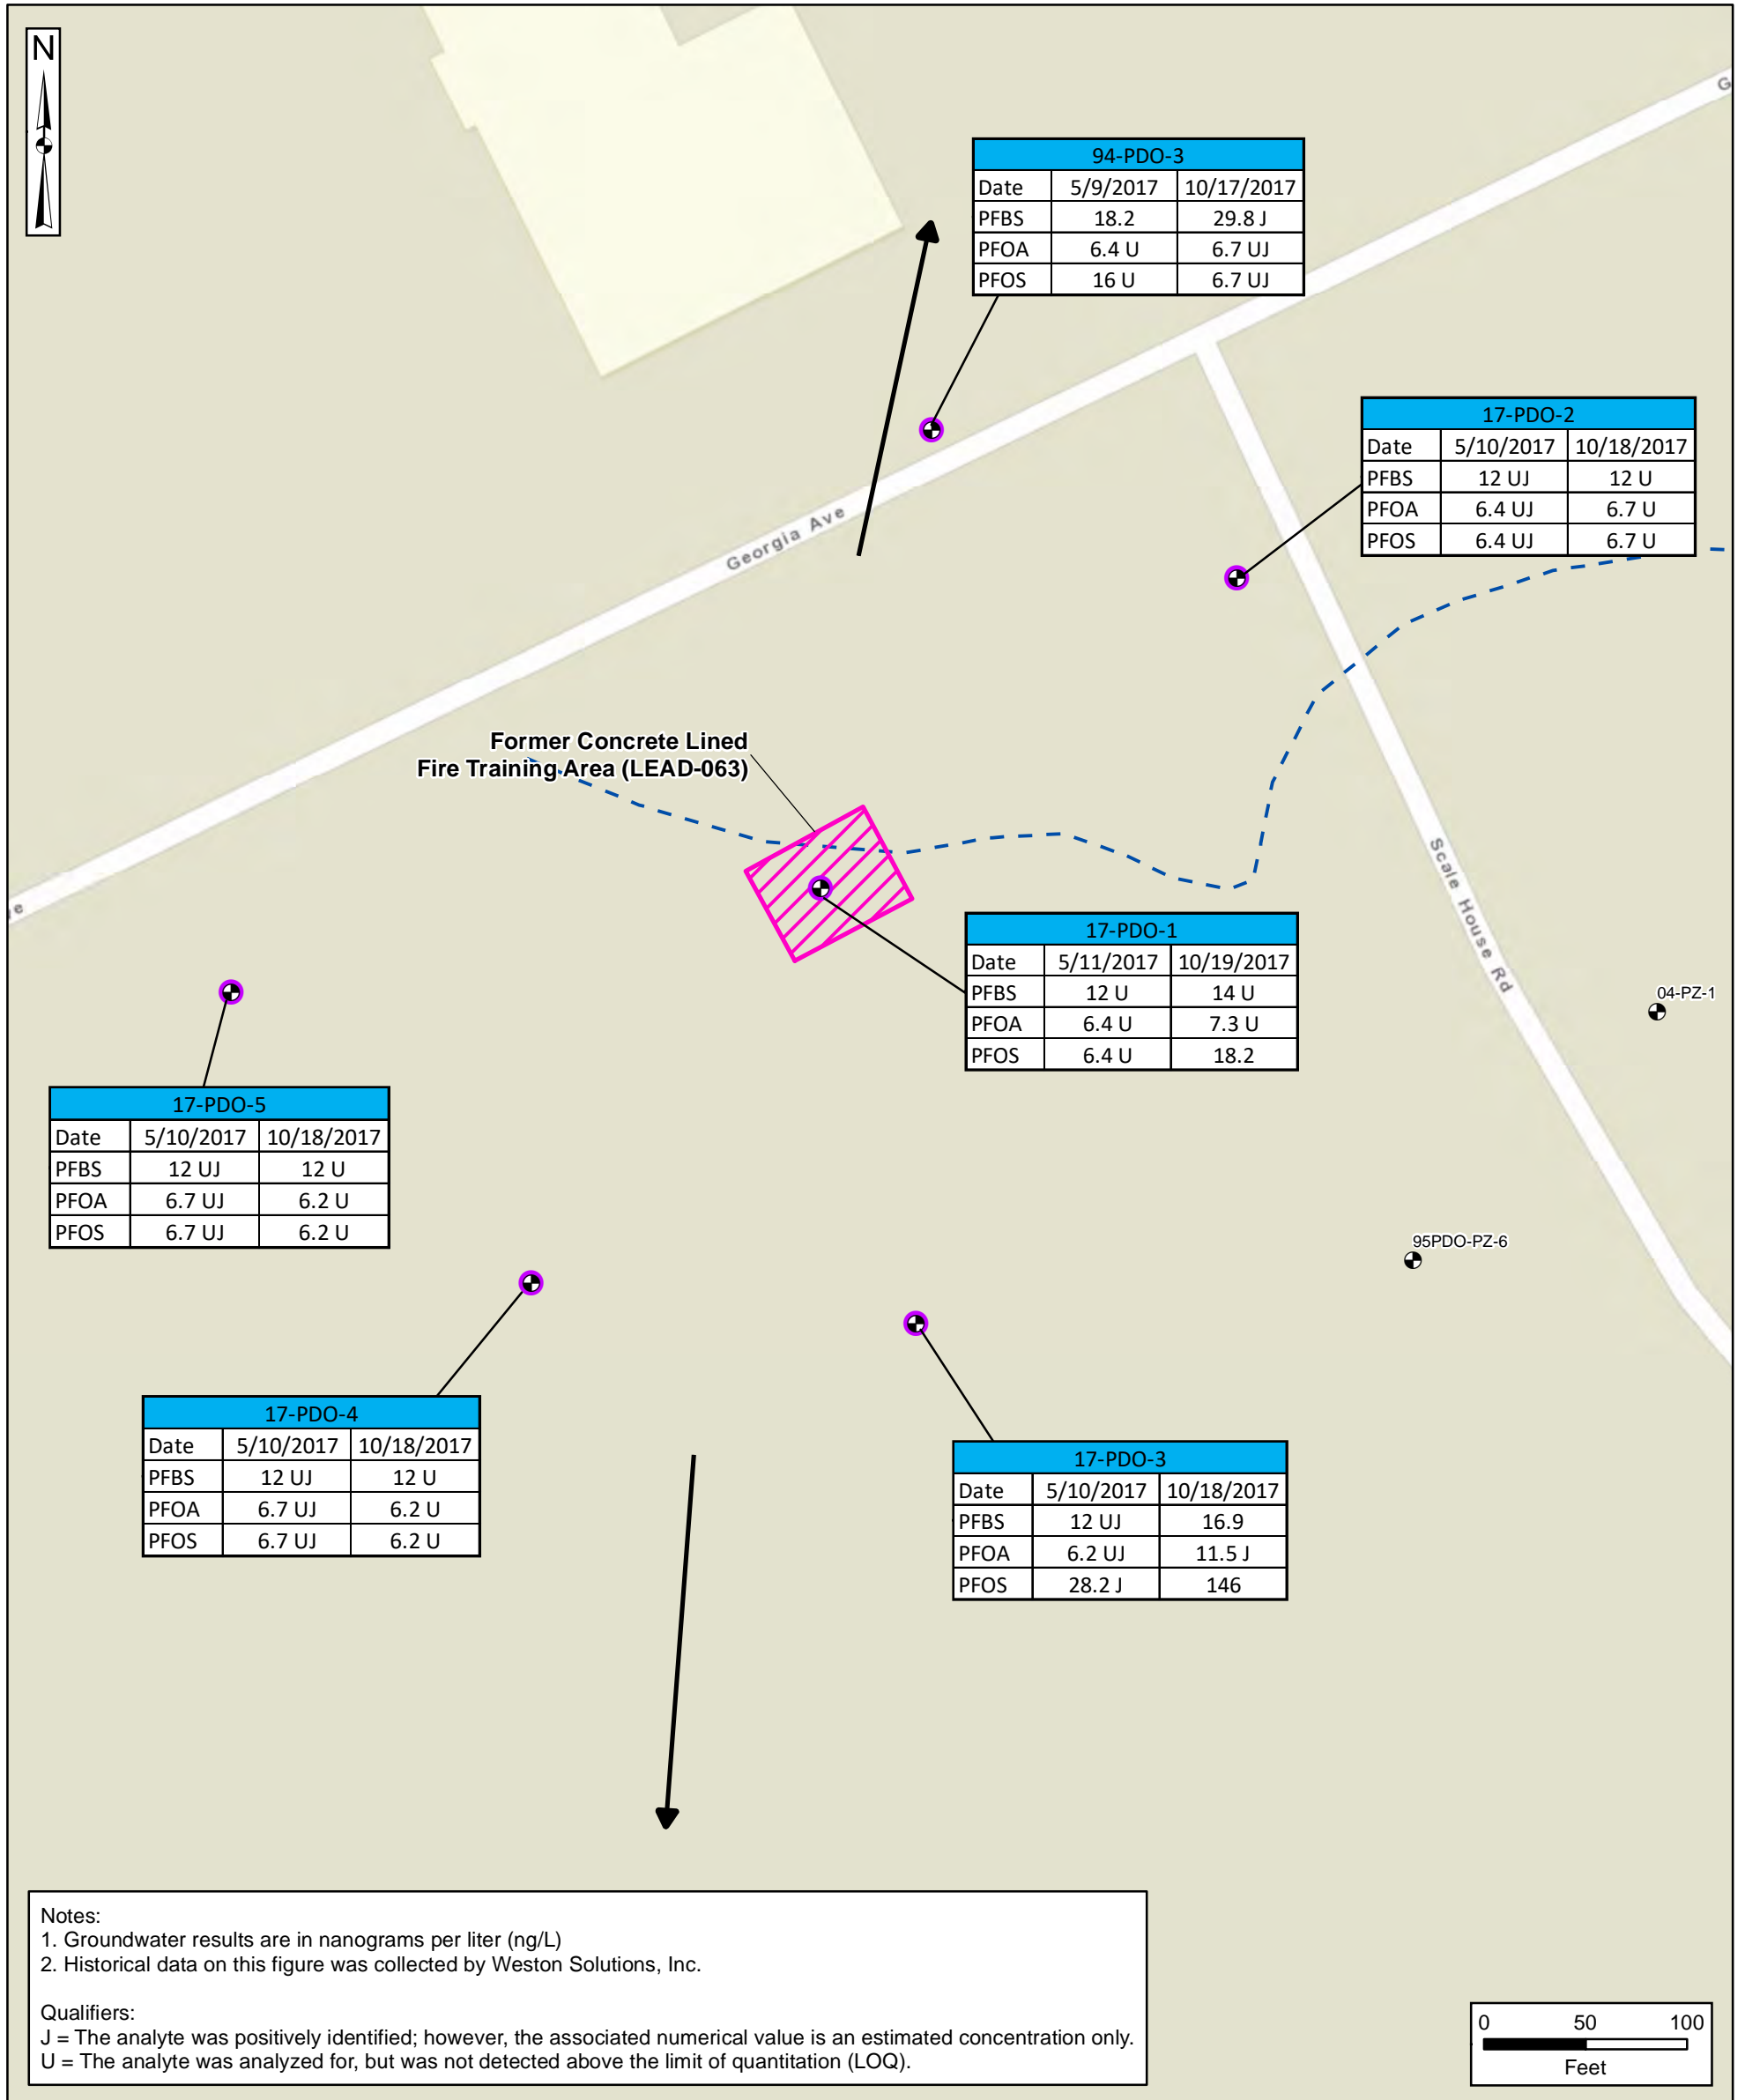 N
G
94-PDO-3
Date 5/9/2017 10/17/2017
PFBS 18.2 29.8 J
PFOA 6.4 U 6.7 UJ
PFOS 16 U 6.7 UJ
17-PDO-2
Date 5/10/2017 10/18/2017
PFBS 12 UJ 12 U
PFOA 6.4 UJ 6.7 U
PFOS 6.4 UJ 6.7 U
Georgia Ave
Former Concrete Lined
Fire Training Area (LEAD-063)
Scale House Rd
ve
17-PDO-1
Date 5/11/2017 10/19/2017
PFBS 12 U 14 U
PFOA 6.4 U 7.3 U
PFOS 6.4 U 18.2
04-PZ-1
17-PDO-5
Date 5/10/2017 10/18/2017
PFBS 12 UJ 12 U
PFOA 6.7 UJ 6.2 U
PFOS 6.7 UJ 6.2 U
95PDO-PZ-6
17-PDO-4
Date 5/10/2017 10/18/2017
PFBS 12 UJ 12 U
PFOA 6.7 UJ 6.2 U
PFOS 6.7 UJ 6.2 U
17-PDO-3
Date 5/10/2017 10/18/2017
PFBS 12 UJ 16.9
PFOA 6.2 UJ 11.5 J
PFOS 28.2 J 146
Notes:
1. Groundwater results are in nanograms per liter (ng/L)
2. Historical data on this figure was collected by Weston Solutions, Inc.
Qualifiers:
J = The analyte was positively identified; however, the associated numerical value is an estimated concentration only.
U = The analyte was analyzed for, but was not detected above the limit of quantitation (LOQ).
0 50 100
Feet